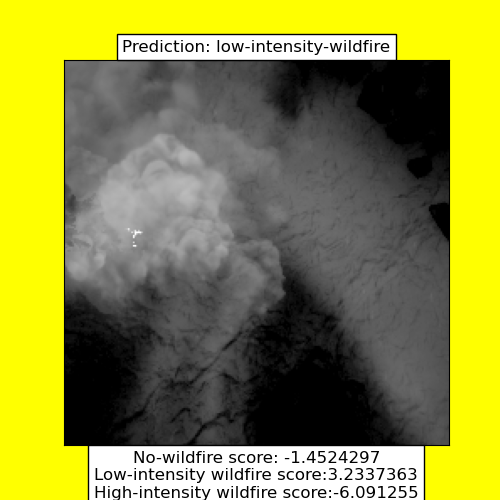 Prediction: low-intensity-wildfire
No-wildfire score: -1.4524297
Low-intensity wildfire score:3.2337363
High-intensity wildfire score:-6.091255